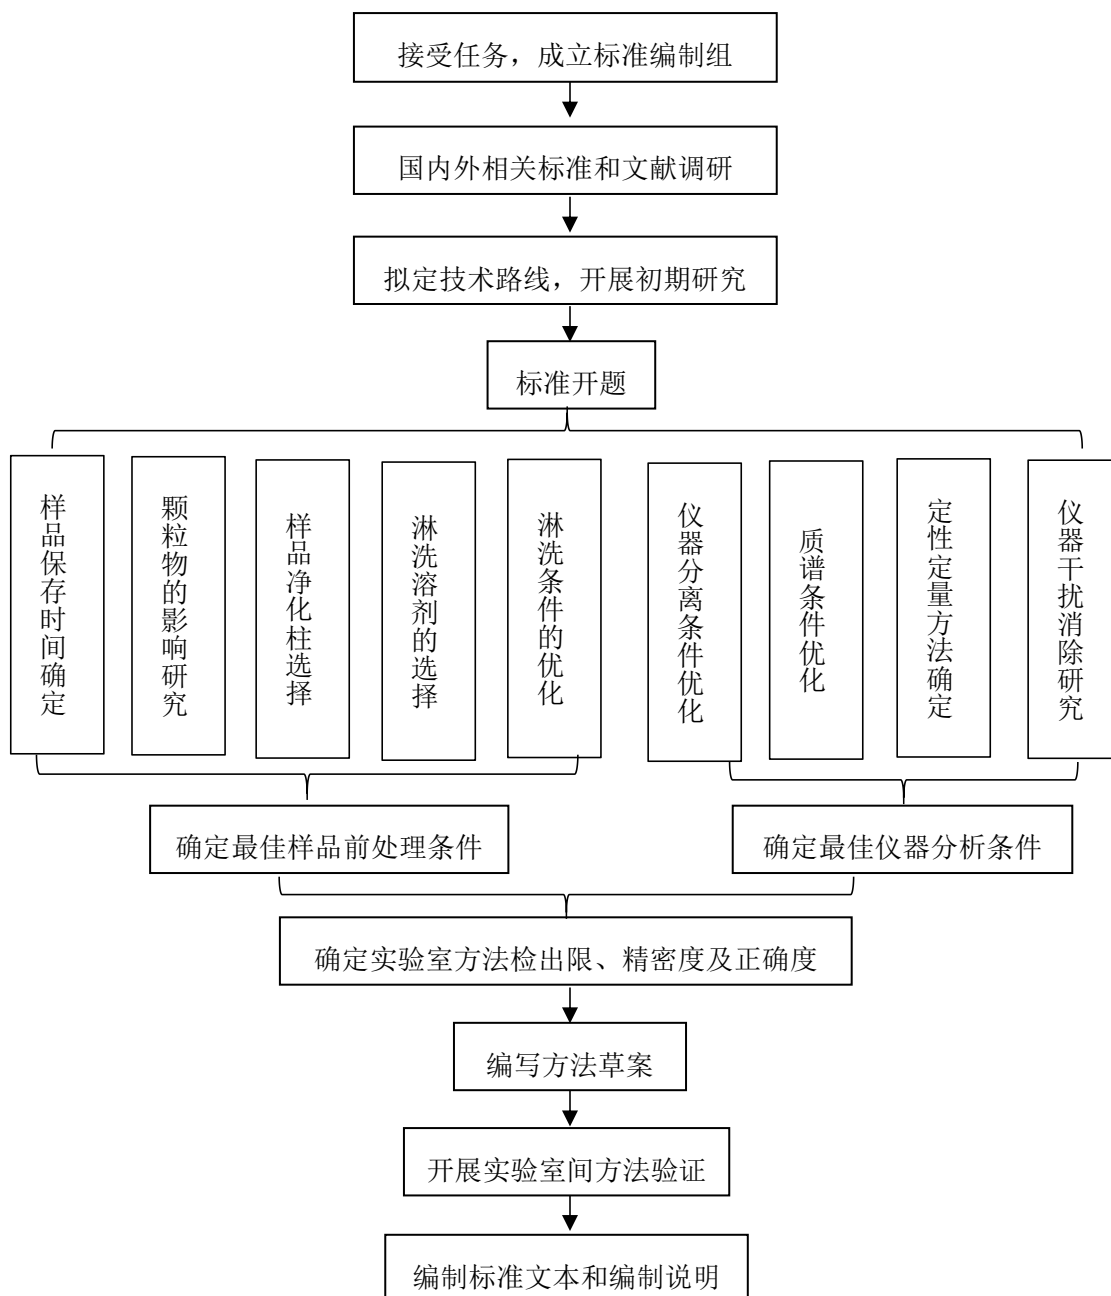 接受任务，成立标准编制组
国内外相关标准和文献调研
拟定技术路线，开展初期研究
标准开题
样品保存时间确定
颗粒物的影响研究
样品净化柱选择
淋洗溶剂的选择
淋洗条件的优化
仪器分离条件优化
质谱条件优化
定性定量方法确定
仪器干扰消除研究
确定最佳样品前处理条件
确定最佳仪器分析条件
确定实验室方法检出限、精密度及正确度
编写方法草案
开展实验室间方法验证
编制标准文本和编制说明